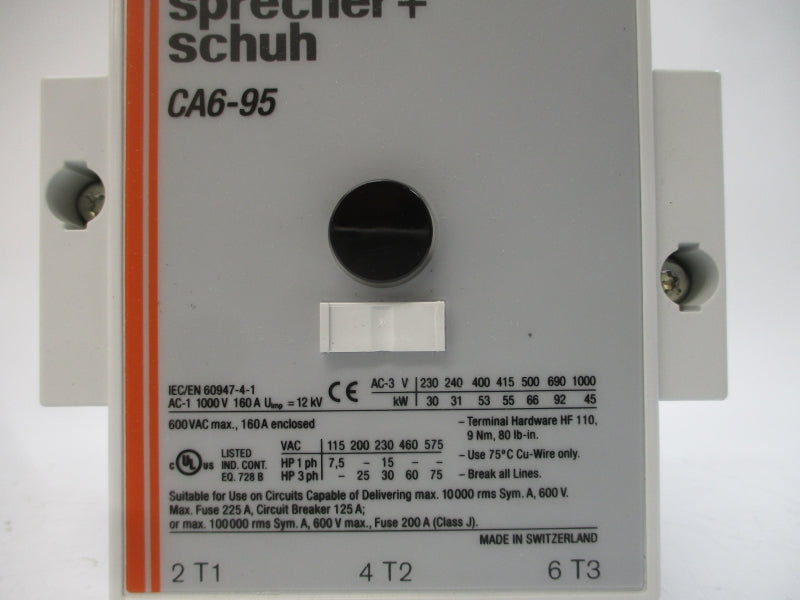 sprecher+
schuh
CA6-95
IEC/EN 60947-4-1
AC-1 1000 V 160 A Uimp = 12 kV
CE
AC-3 V 230 240 400 415 500 690 1000
kW 30 31 53 55 66 92 45
600 VAC max., 160 A enclosed
c UL us
LISTED
IND. CONT.
EQ. 728 B
VAC 115 200 230 460 575
HP 1 ph 7,5 – 15 – –
HP 3 ph – 25 30 60 75
– Terminal Hardware HF 110,
9 Nm, 80 lb-in.
– Use 75°C Cu-Wire only.
– Break all Lines.
Suitable for Use on Circuits Capable of Delivering max. 10 000 rms Sym. A, 600 V.
Max. Fuse 225 A, Circuit Breaker 125 A;
or max. 100 000 rms Sym. A, 600 V max., Fuse 200 A (Class J).
MADE IN SWITZERLAND
2 T1 4 T2 6 T3